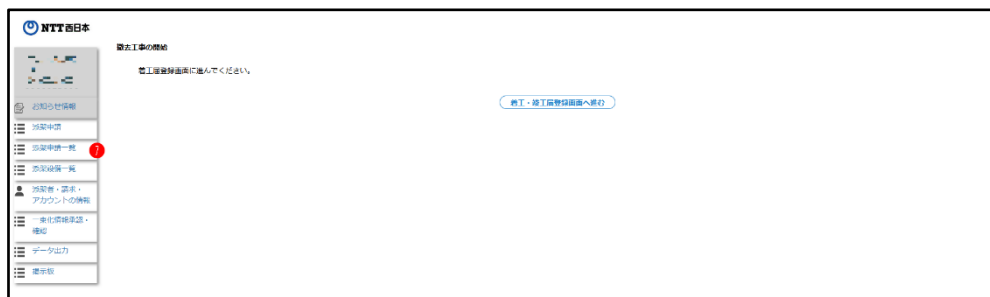 NTT西日本
撤去工事の開始
着工届登録画面に進んでください。
着工・竣工届登録画面へ進む
お知らせ情報
添架申請
添架申請一覧
7
添架設備一覧
添架者・請求・
アカウントの情報
一束化情報承認・
確認
データ出力
掲示板